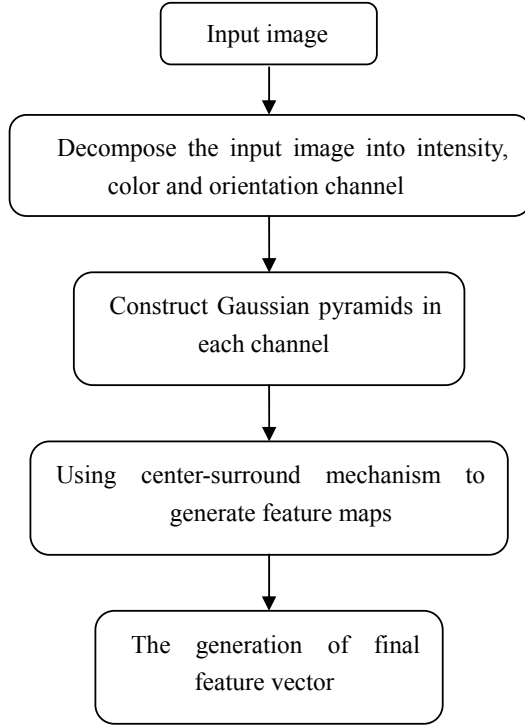 Input image
Decompose the input image into intensity,
color and orientation channel
Construct Gaussian pyramids in
each channel
Using center-surround mechanism to
generate feature maps
The generation of final
feature vector